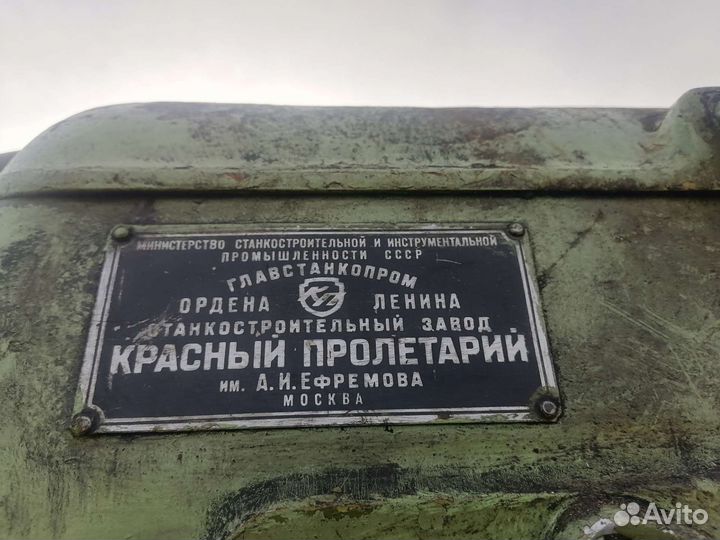 МИНИСТЕРСТВО СТАНКОСТРОИТЕЛЬНОЙ И ИНСТРУМЕНТАЛЬНОЙ
ПРОМЫШЛЕННОСТИ СССР
ГЛАВСТАНКОПРОМ
ОРДЕНА ЛЕНИНА
СТАНКОСТРОИТЕЛЬНЫЙ ЗАВОД
КРАСНЫЙ ПРОЛЕТАРИЙ
ИМ. А.И.ЕФРЕМОВА
МОСКВА
Avito